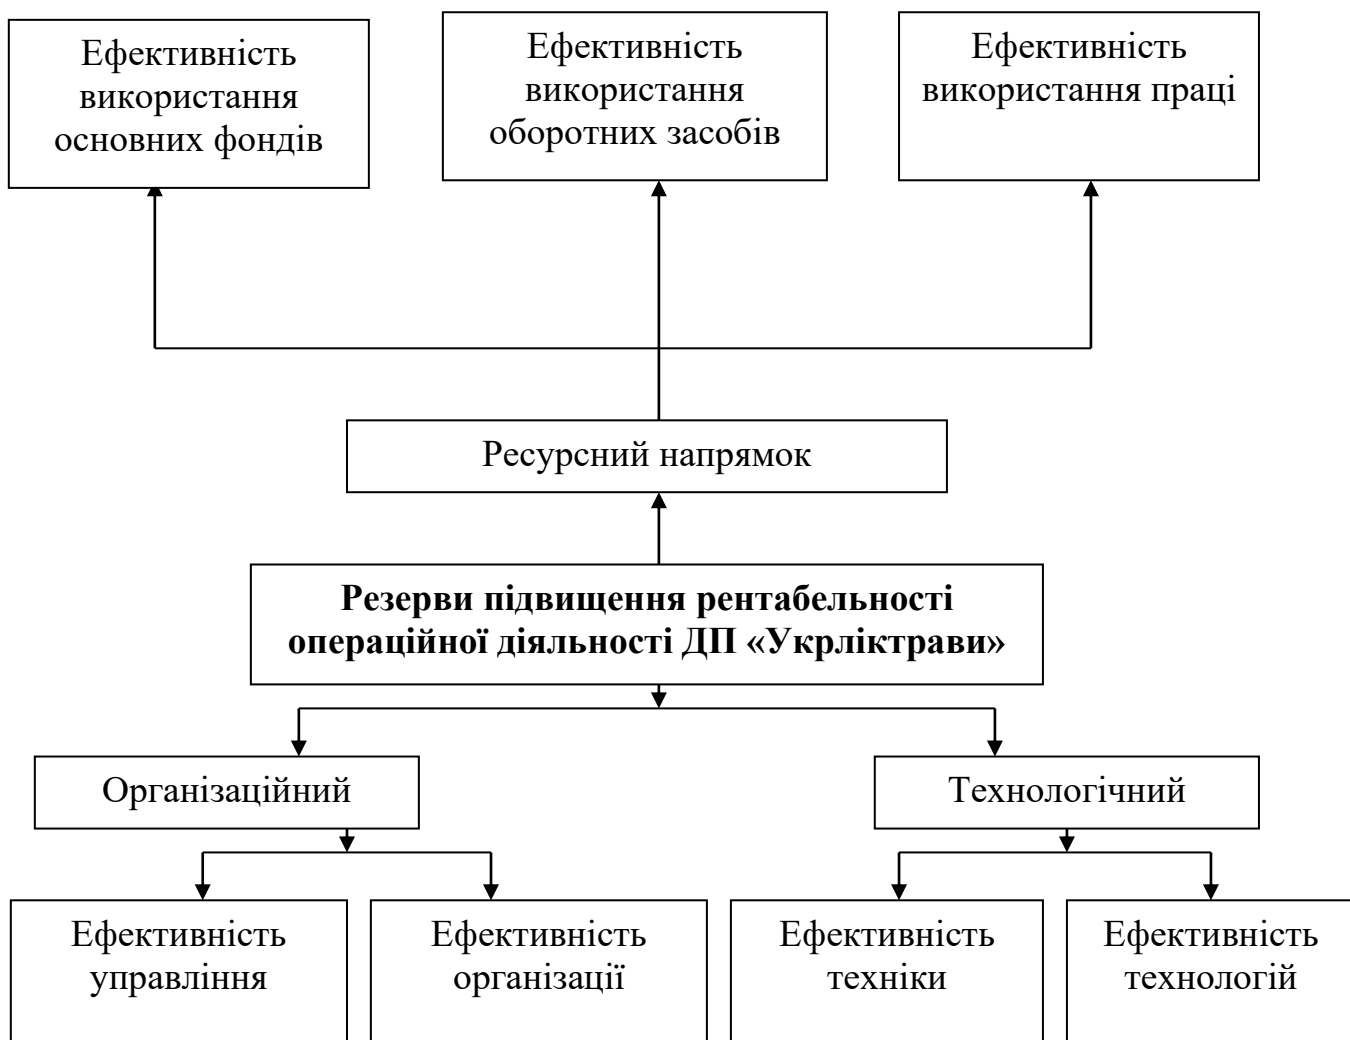 Ефективність
використання
основних фондів
Ефективність
використання
оборотних засобів
Ефективність
використання праці
Ресурсний напрямок
Резерви підвищення рентабельності
операційної діяльності ДП «Укрліктрави»
Організаційний
Технологічний
Ефективність
управління
Ефективність
організації
Ефективність
техніки
Ефективність
технологій